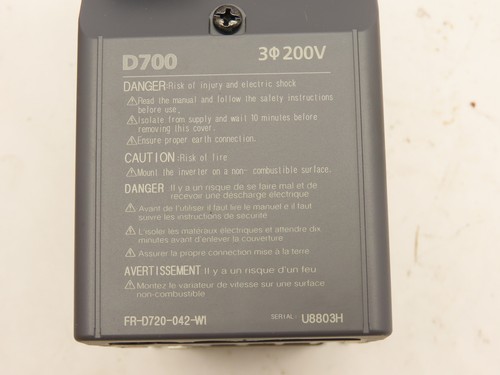 D700 3Φ200V
DANGER:Risk of injury and electric shock
⚠Read the manual and follow the safety instructions
before use.
⚠Isolate from supply and wait 10 minutes before
removing this cover.
⚠Ensure proper earth connection.
CAUTION:Risk of fire
⚠Mount the inverter on a non- combustible surface.
DANGER Il y a un risque de se faire mal et de
recevoir une déscharge électrique
⚠Avant de l'utiliser il faut lire le manuel e il faut
suivre les instructions de sécurité
⚠L'isoler les matéraux électriques et attendre dix
minutes avant d'enlever la couverture
⚠Assurer la propre connection mise à la terre
AVERTISSEMENT Il y a un risque d'un feu
⚠Montez le variateur de vitesse sur une surface
non-combustible
FR-D720-042-W1 SERIAL: U8803H